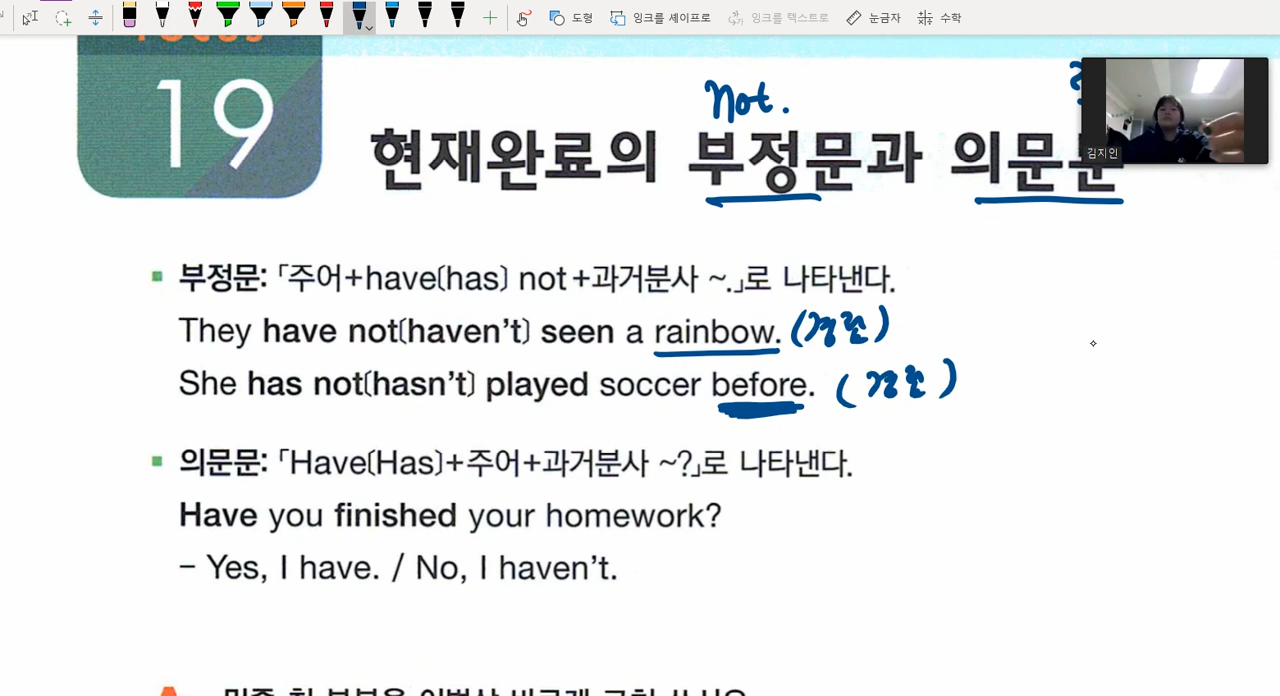 도형 잉크를 셰이프로 잉크를 텍스트로 눈금자 수학
FOCUS
19
not.
현재완료의 부정문과 의문문
김지인
부정문: 「주어+have(has) not+과거분사 ~.」로 나타낸다.
They have not(haven't) seen a rainbow. (경험)
She has not(hasn't) played soccer before. (경험)
의문문: 「Have(Has)+주어+과거분사 ~?」로 나타낸다.
Have you finished your homework?
– Yes, I have. / No, I haven't.